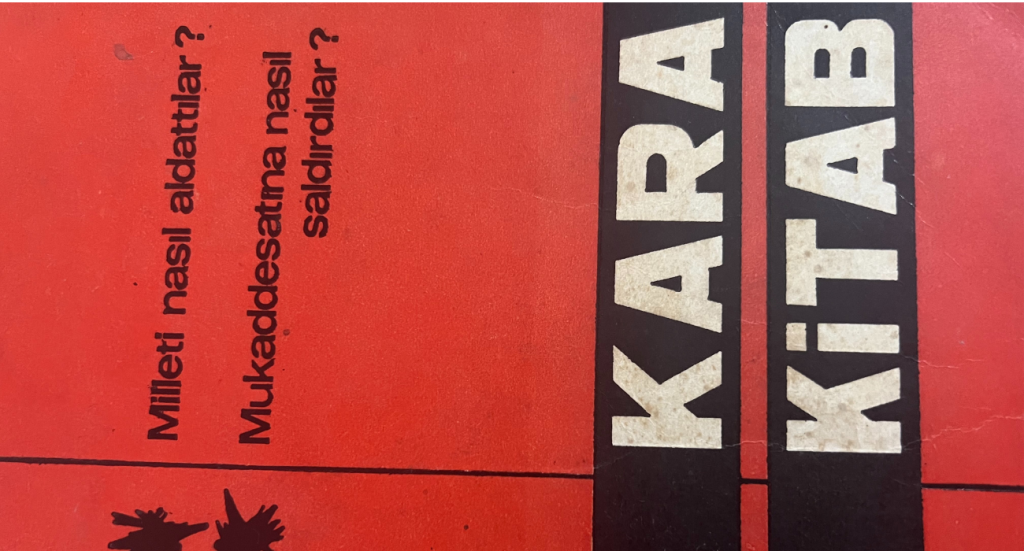 Milleti nasıl aldattılar ?
Mukaddesatına nasıl
saldırdılar ?
KARA
KiTAB